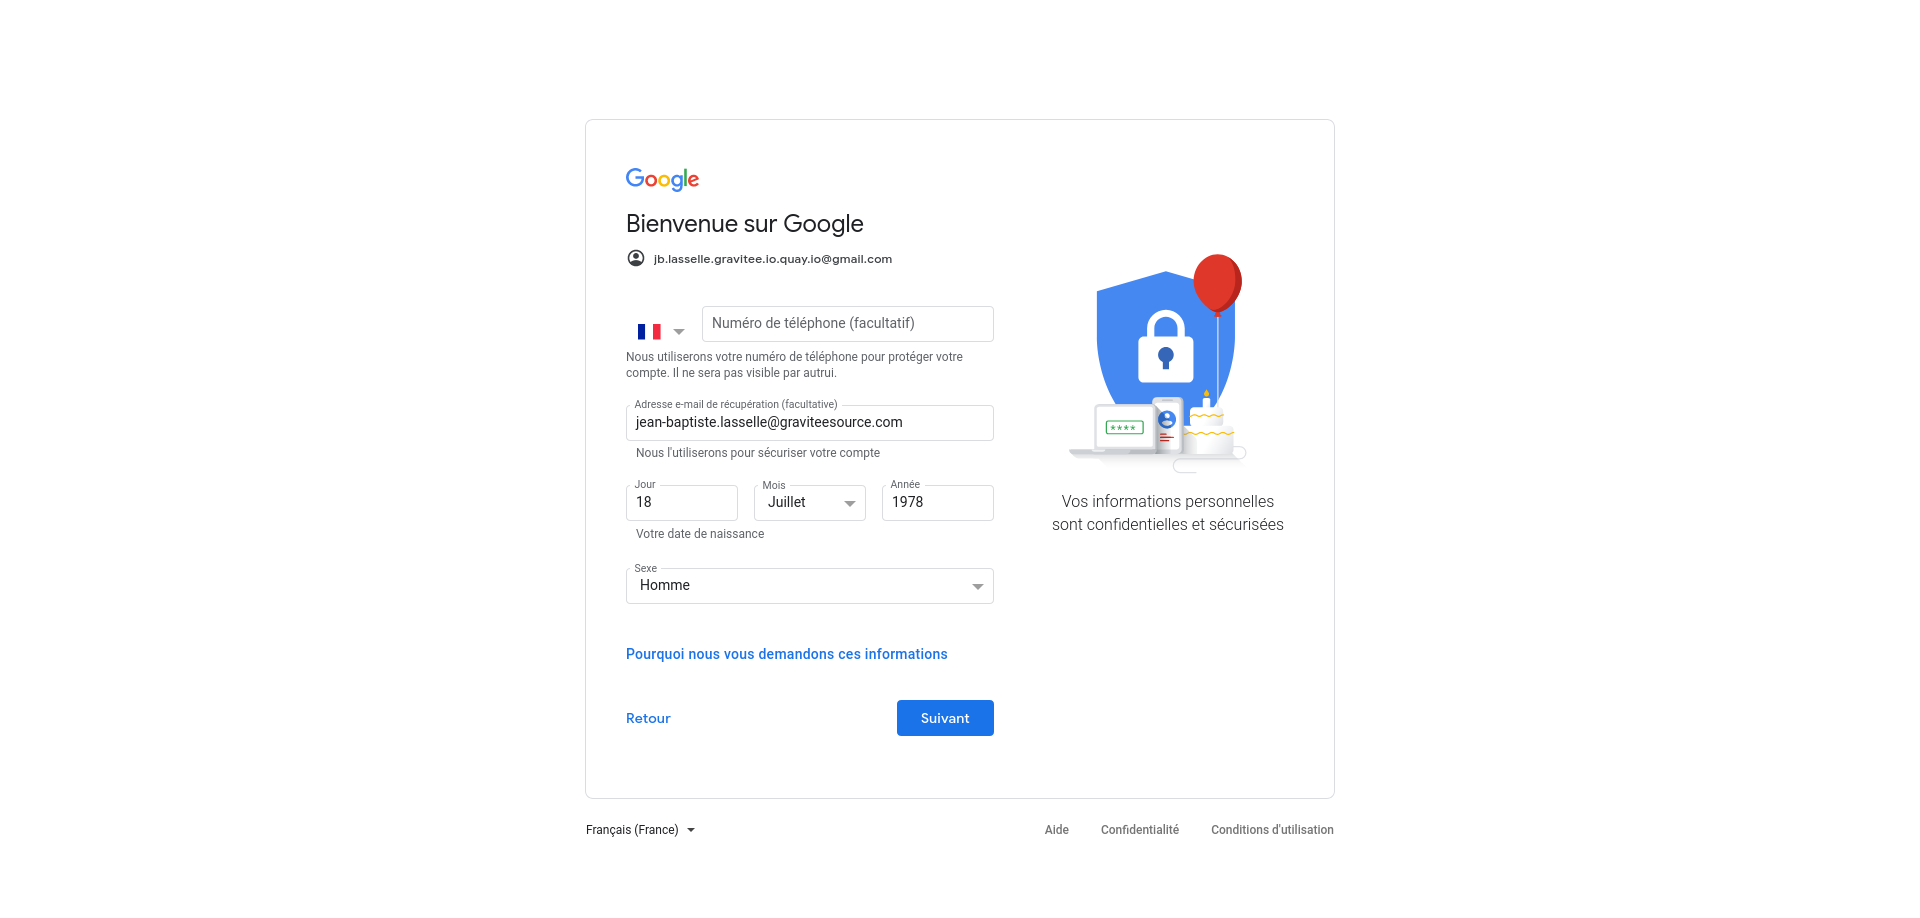 Google
Bienvenue sur Google
jb.lasselle.gravitee.io.quay.io@gmail.com
Numéro de téléphone (facultatif)
Nous utiliserons votre numéro de téléphone pour protéger votre
compte. Il ne sera pas visible par autrui.
Adresse e-mail de récupération (facultative)
jean-baptiste.lasselle@graviteesource.com
Nous l'utiliserons pour sécuriser votre compte
Jour Mois Année
18 Juillet 1978
Votre date de naissance
Sexe
Homme
Pourquoi nous vous demandons ces informations
Retour Suivant
****
Vos informations personnelles
sont confidentielles et sécurisées
Français (France) Aide Confidentialité Conditions d'utilisation